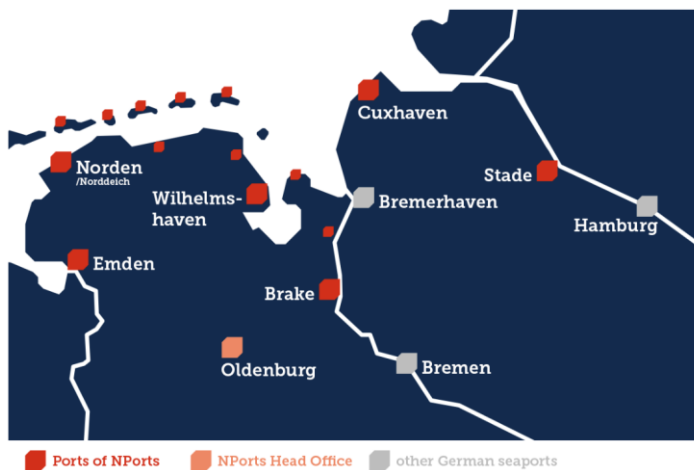 Cuxhaven
Norden
/Norddeich
Stade
Wilhelms-
haven
Bremerhaven
Hamburg
Emden
Brake
Oldenburg
Bremen
Ports of NPorts
NPorts Head Office
other German seaports